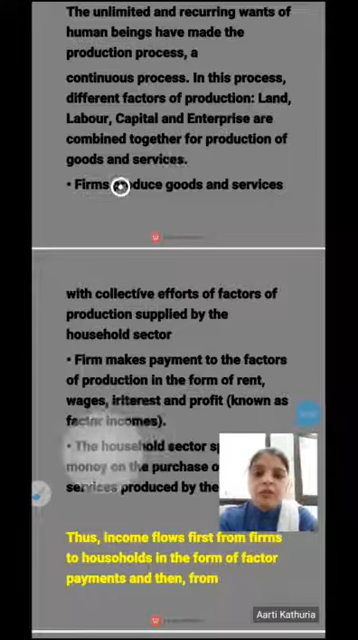 The unlimited and recurring wants of
human beings have made the
production process, a
continuous process. In this process,
different factors of production: Land,
Labour, Capital and Enterprise are
combined together for production of
goods and services.
• Firms produce goods and services
with collective efforts of factors of
production supplied by the
household sector
• Firm makes payment to the factors
of production in the form of rent,
wages, iriterest and profit (known as
factnr incomes).
• The household sector
monoy on the purchase
services produced by the
Thus, income flows first from firrns
to housoholds in the form of factor
payments and then, from
Aarti Kathuria